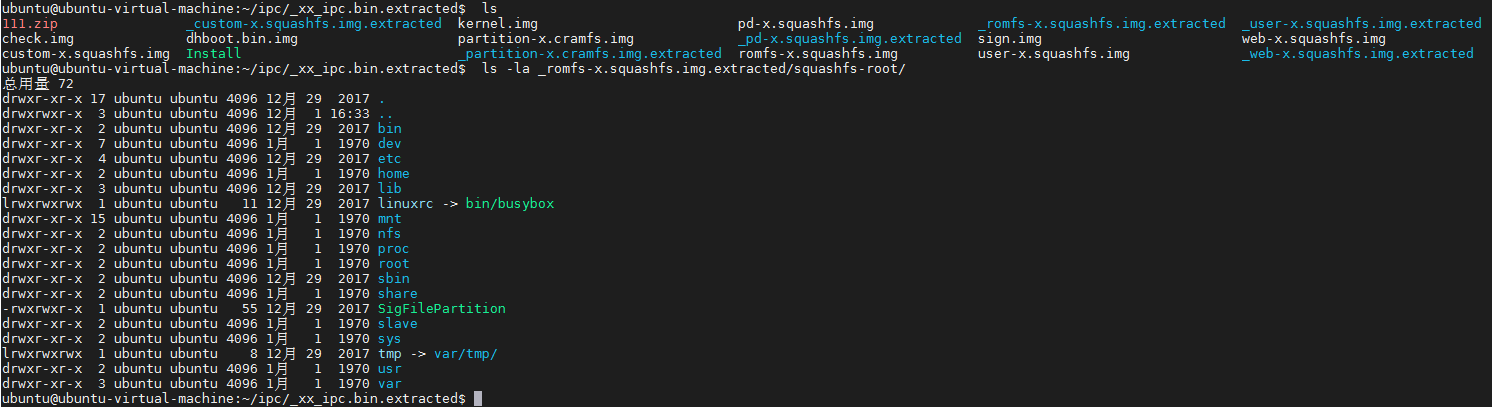 ubuntu@ubuntu-virtual-machine:~/ipc/_xx_ipc.bin.extracted$ ls
111.zip _custom-x.squashfs.img.extracted kernel.img pd-x.squashfs.img _romfs-x.squashfs.img.extracted _user-x.squashfs.img.extracted
check.img dhboot.bin.img partition-x.cramfs.img _pd-x.squashfs.img.extracted sign.img web-x.squashfs.img
custom-x.squashfs.img Install _partition-x.cramfs.img.extracted romfs-x.squashfs.img user-x.squashfs.img _web-x.squashfs.img.extracted
ubuntu@ubuntu-virtual-machine:~/ipc/_xx_ipc.bin.extracted$ ls -la _romfs-x.squashfs.img.extracted/squashfs-root/
总用量 72
drwxr-xr-x 17 ubuntu ubuntu 4096 12月 29 2017 .
drwxrwxr-x 3 ubuntu ubuntu 4096 12月 1 16:33 ..
drwxr-xr-x 2 ubuntu ubuntu 4096 12月 29 2017 bin
drwxr-xr-x 7 ubuntu ubuntu 4096 1月 1 1970 dev
drwxr-xr-x 4 ubuntu ubuntu 4096 12月 29 2017 etc
drwxr-xr-x 2 ubuntu ubuntu 4096 1月 1 1970 home
drwxr-xr-x 3 ubuntu ubuntu 4096 12月 29 2017 lib
lrwxrwxrwx 1 ubuntu ubuntu 11 12月 29 2017 linuxrc -> bin/busybox
drwxr-xr-x 15 ubuntu ubuntu 4096 1月 1 1970 mnt
drwxr-xr-x 2 ubuntu ubuntu 4096 1月 1 1970 nfs
drwxr-xr-x 2 ubuntu ubuntu 4096 1月 1 1970 proc
drwxr-xr-x 2 ubuntu ubuntu 4096 1月 1 1970 root
drwxr-xr-x 2 ubuntu ubuntu 4096 12月 29 2017 sbin
drwxr-xr-x 2 ubuntu ubuntu 4096 1月 1 1970 share
-rwxrwxr-x 1 ubuntu ubuntu 55 12月 29 2017 SigFilePartition
drwxr-xr-x 2 ubuntu ubuntu 4096 1月 1 1970 slave
drwxr-xr-x 2 ubuntu ubuntu 4096 1月 1 1970 sys
lrwxrwxrwx 1 ubuntu ubuntu 8 12月 29 2017 tmp -> var/tmp/
drwxr-xr-x 2 ubuntu ubuntu 4096 1月 1 1970 usr
drwxr-xr-x 3 ubuntu ubuntu 4096 1月 1 1970 var
ubuntu@ubuntu-virtual-machine:~/ipc/_xx_ipc.bin.extracted$